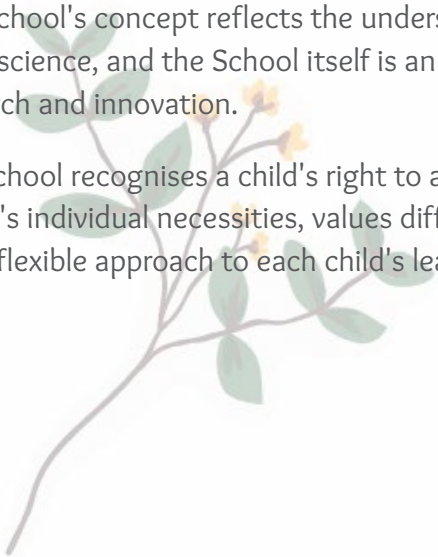 chool's concept reflects the unders
science, and the School itself is an
ch and innovation.
chool recognises a child's right to a
's individual necessities, values diff
flexible approach to each child's lea